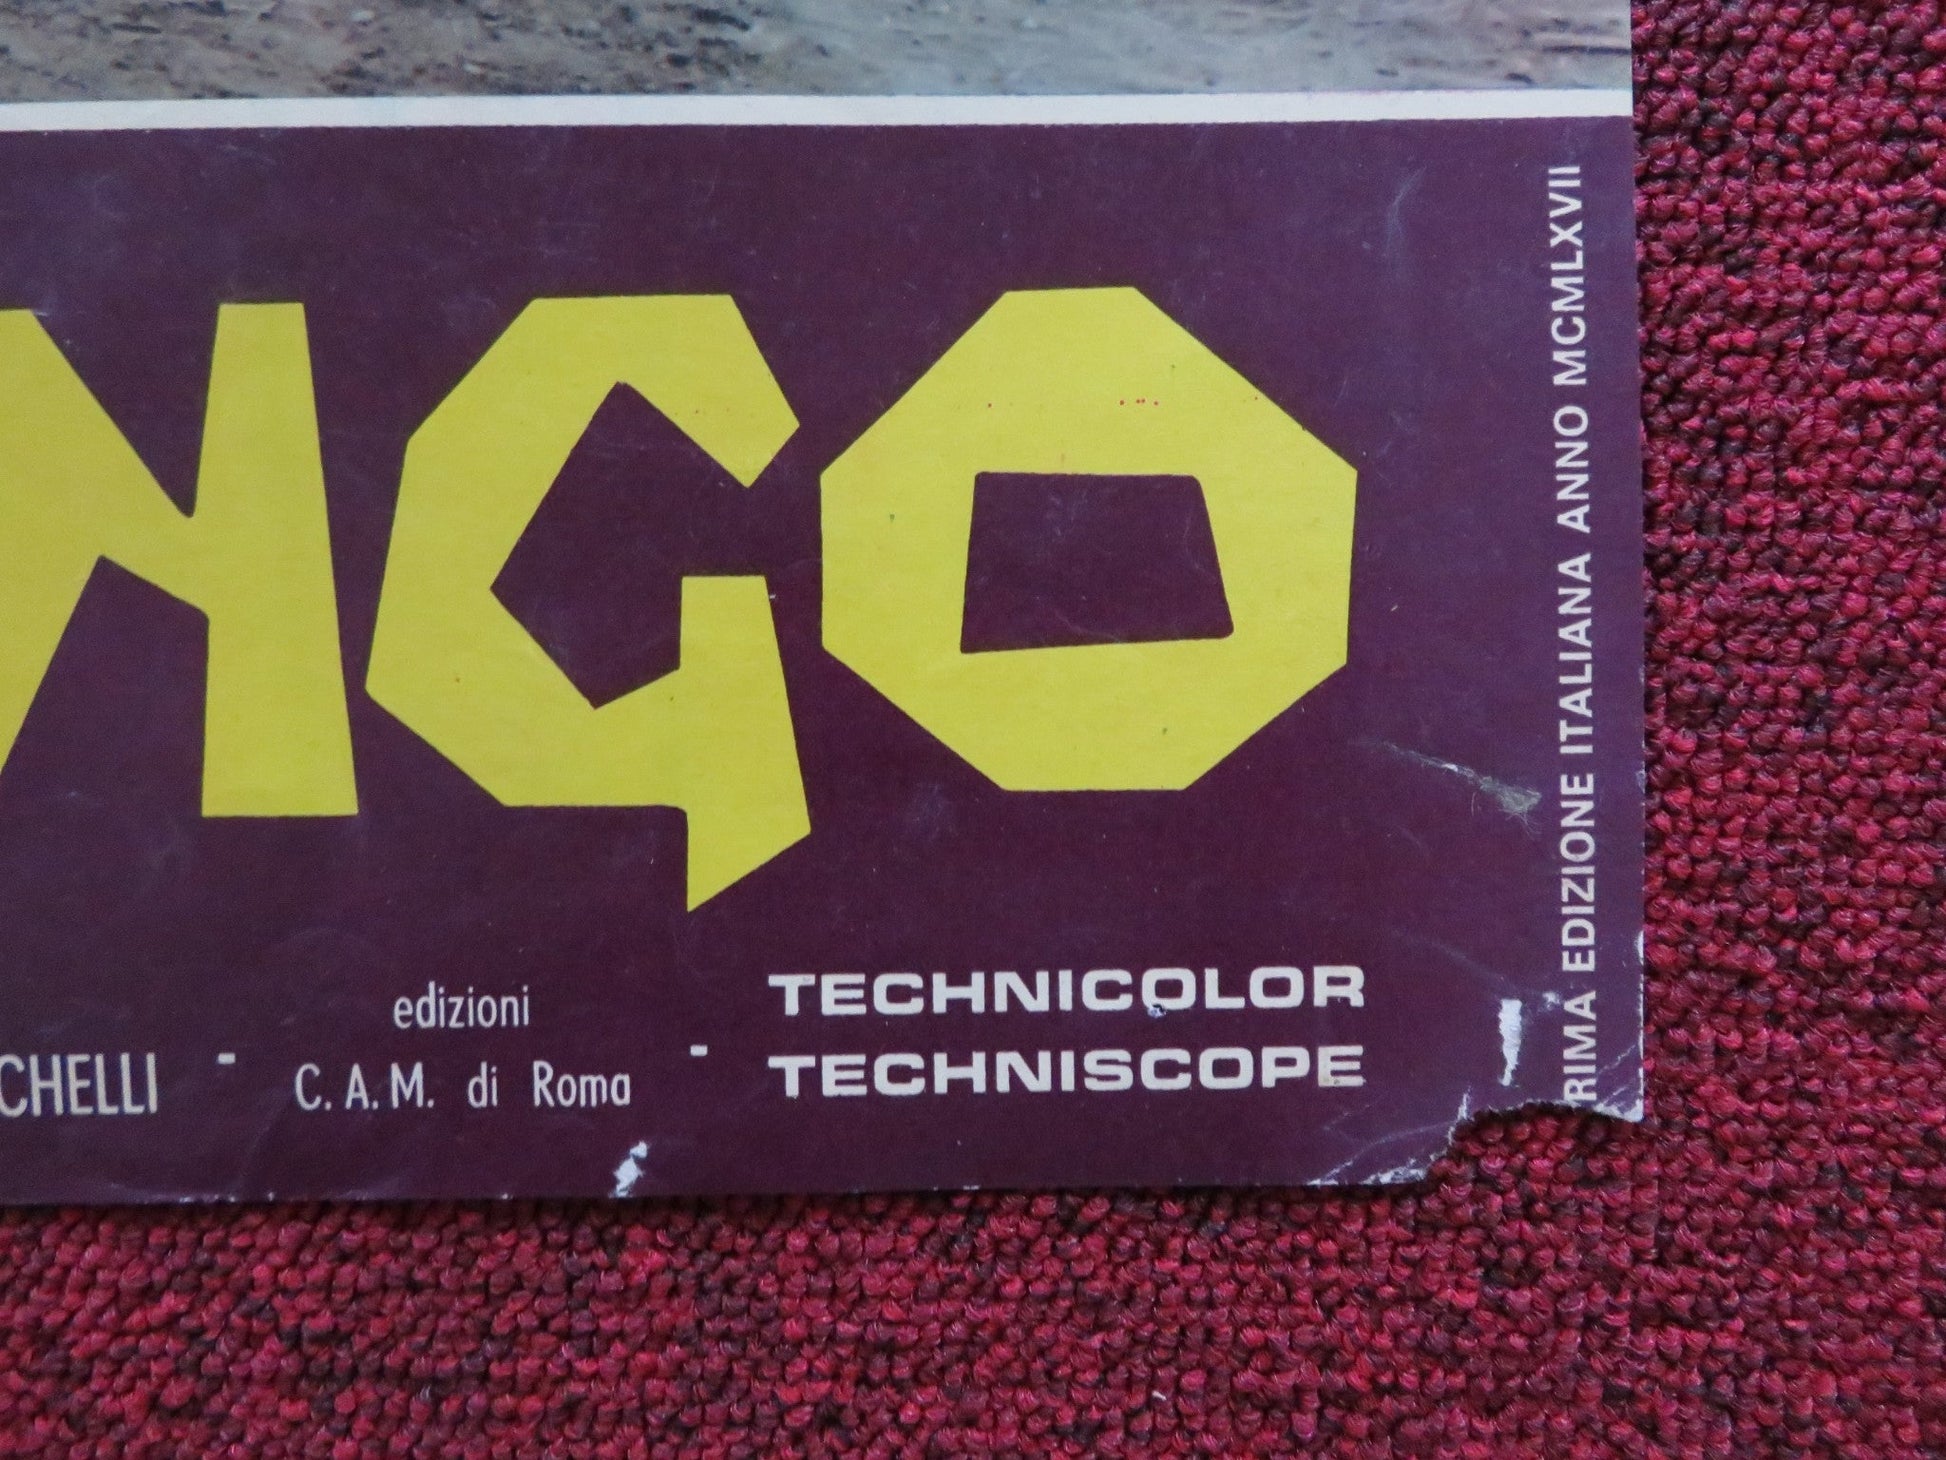 NGO
edizioni
CHELLI - C.A.M. di Roma -
TECHNICOLOR
TECHNISCOPE
RIMA EDIZIONE ITALIANA ANNO MCMLXVII